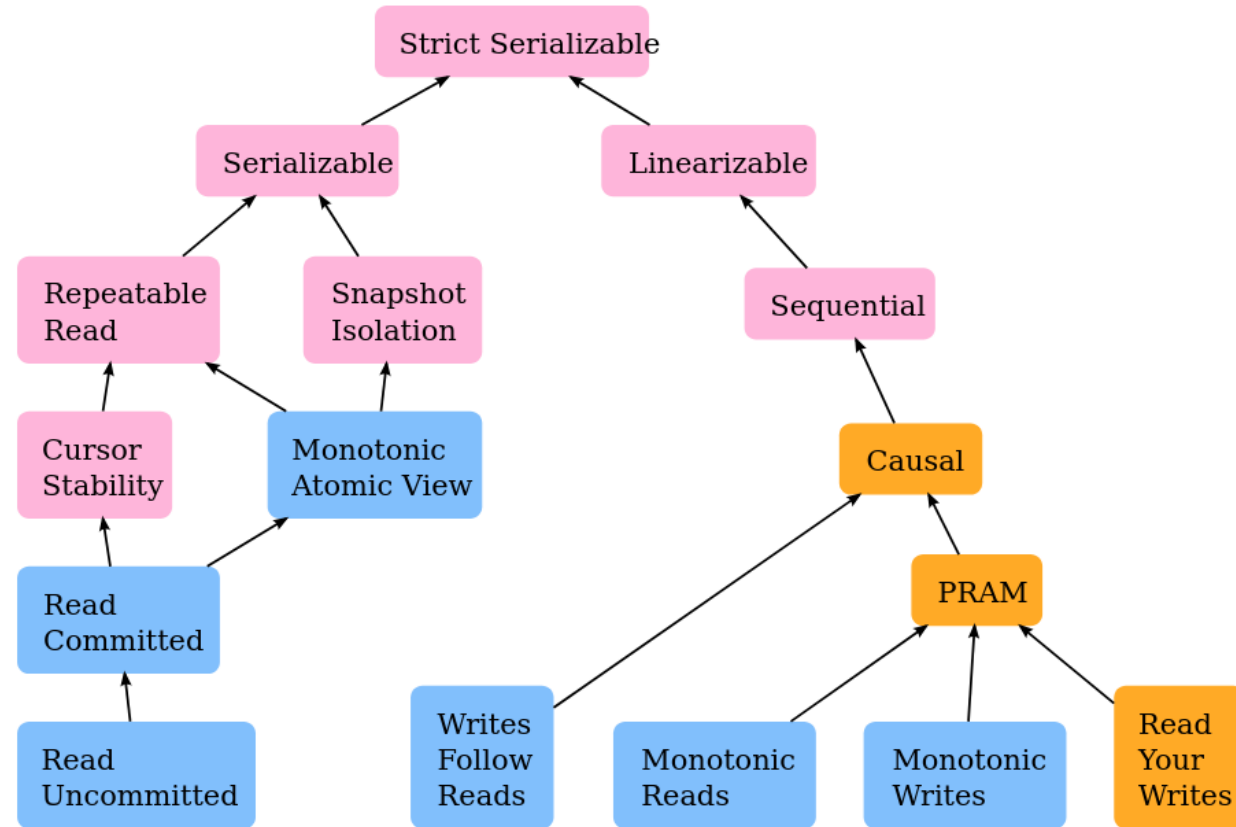 Strict Serializable
Serializable
Linearizable
Repeatable
Read
Snapshot
Isolation
Sequential
Cursor
Stability
Monotonic
Atomic View
Causal
Read
Committed
PRAM
Read
Uncommitted
Writes
Follow
Reads
Monotonic
Reads
Monotonic
Writes
Read
Your
Writes